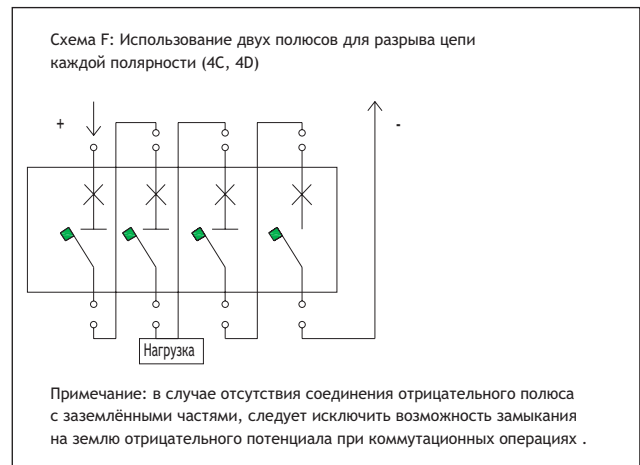 Схема F: Использование двух полюсов для разрыва цепи
каждой полярности (4C, 4D)
+
-
Нагрузка
Примечание: в случае отсутствия соединения отрицательного полюса
с заземлёнными частями, следует исключить возможность замыкания
на землю отрицательного потенциала при коммутационных операциях .